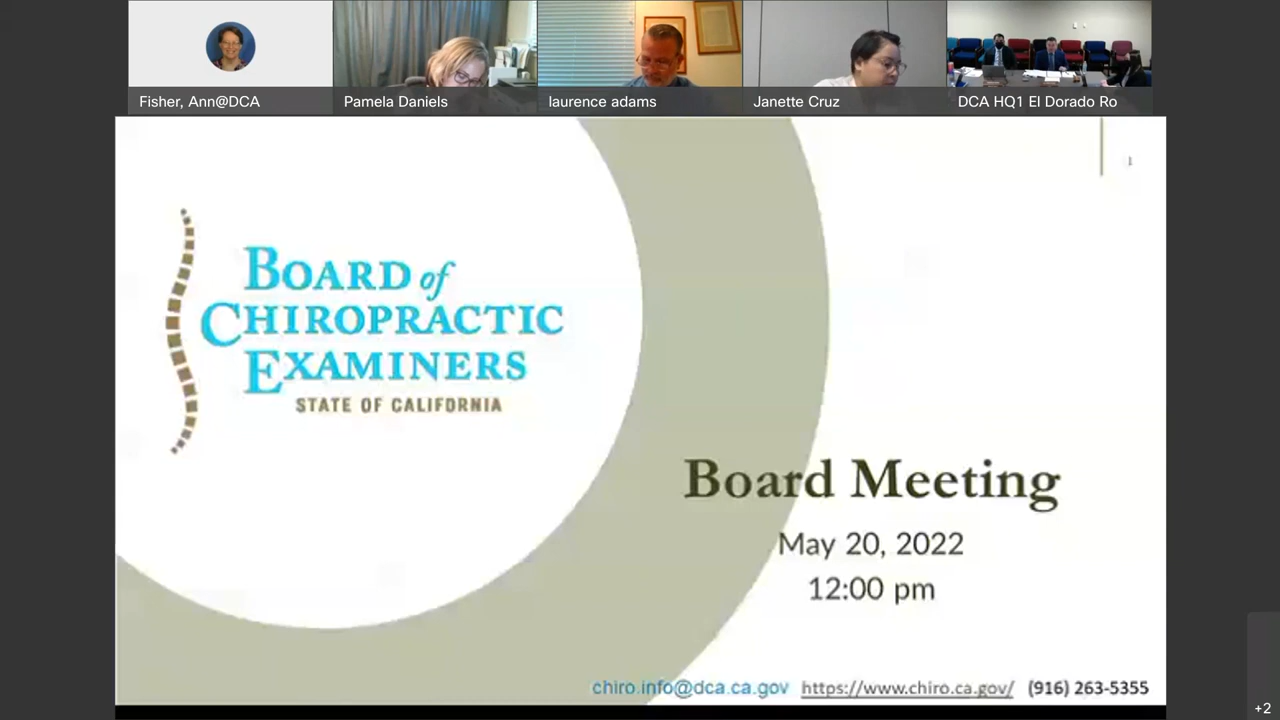 Fisher, Ann@DCA
Pamela Daniels
laurence adams
Janette Cruz
DCA HQ1 El Dorado Ro
1
BOARD of
CHIROPRACTIC
EXAMINERS
STATE OF CALIFORNIA
Board Meeting
May 20, 2022
12:00 pm
chiro.info@dca.ca.gov https://www.chiro.ca.gov/ (916) 263-5355
+2